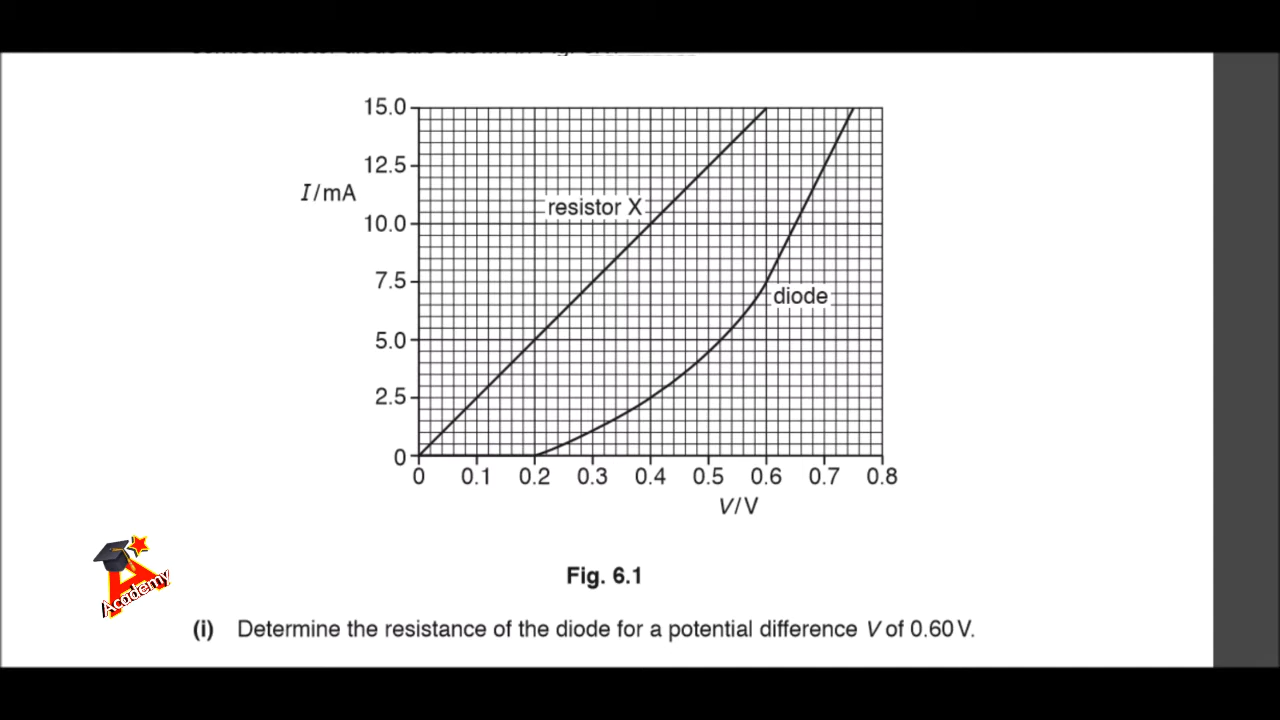 15.0
12.5
I/mA
resistor X
10.0
7.5
diode
5.0
2.5
0
0 0.1 0.2 0.3 0.4 0.5 0.6 0.7 0.8
V/V
Academy
Fig. 6.1
(i) Determine the resistance of the diode for a potential difference V of 0.60 V.